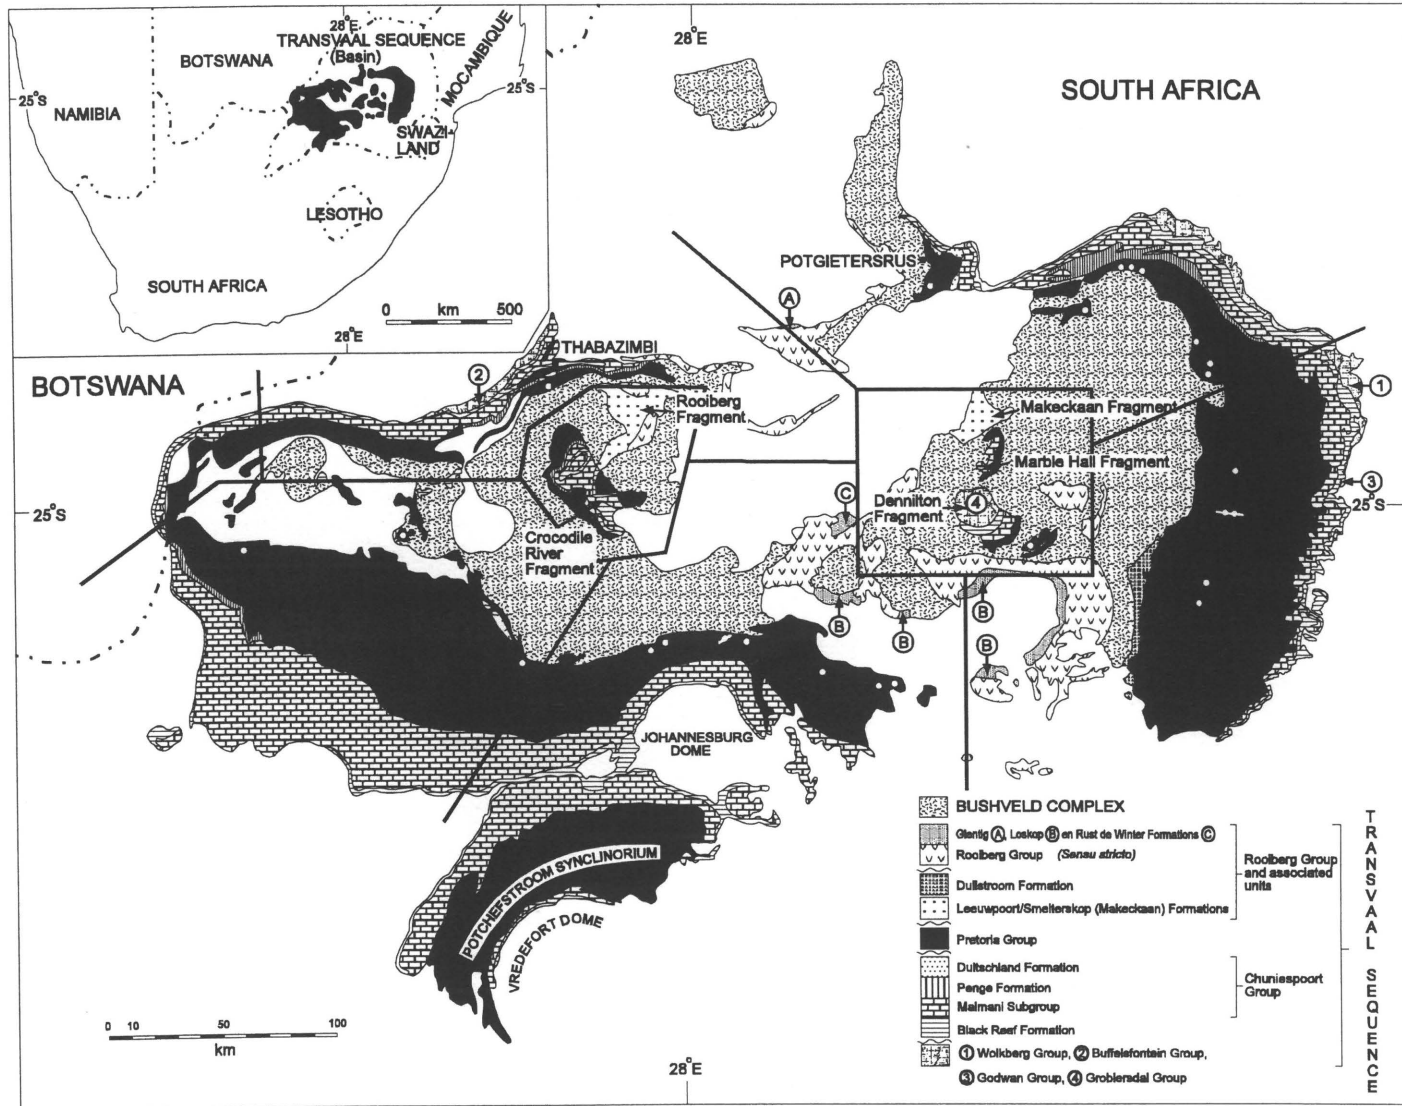 28°E
TRANSVAAL SEQUENCE
(Basin)
BOTSWANA
MOCAMBIQUE
25°S
25°S
NAMIBIA
SWAZI-
LAND
LESOTHO
SOUTH AFRICA
0 km 500
28°E
28°E
SOUTH AFRICA
POTGIETERSRUS
A
THABAZIMBI
BOTSWANA
2
1
Rooiberg
Fragment
Makeckaan Fragment
Marble Hall Fragment
3
25°S
25°S
C
Dennilton
Fragment
4
Crocodile
River
Fragment
B
B
B
B
JOHANNESBURG
DOME
POTCHEFSTROOM SYNCLINORIUM
VREDEFORT DOME
0 10 50 100
km
28°E
BUSHVELD COMPLEX
Glentig A, Loskop B en Rust de Winter Formations C
Rooiberg Group (Sensu stricto)
Dullstroom Formation
Leeuwpoort/Smelterskop (Makeckaan) Formations
Rooiberg Group
and associated
units
Pretoria Group
Duitschland Formation
Penge Formation
Malmani Subgroup
Chuniespoort
Group
Black Reef Formation
1 Wolkberg Group, 2 Buffelsfontein Group,
3 Godwan Group, 4 Groblersdal Group
TRANSVAAL SEQUENCE